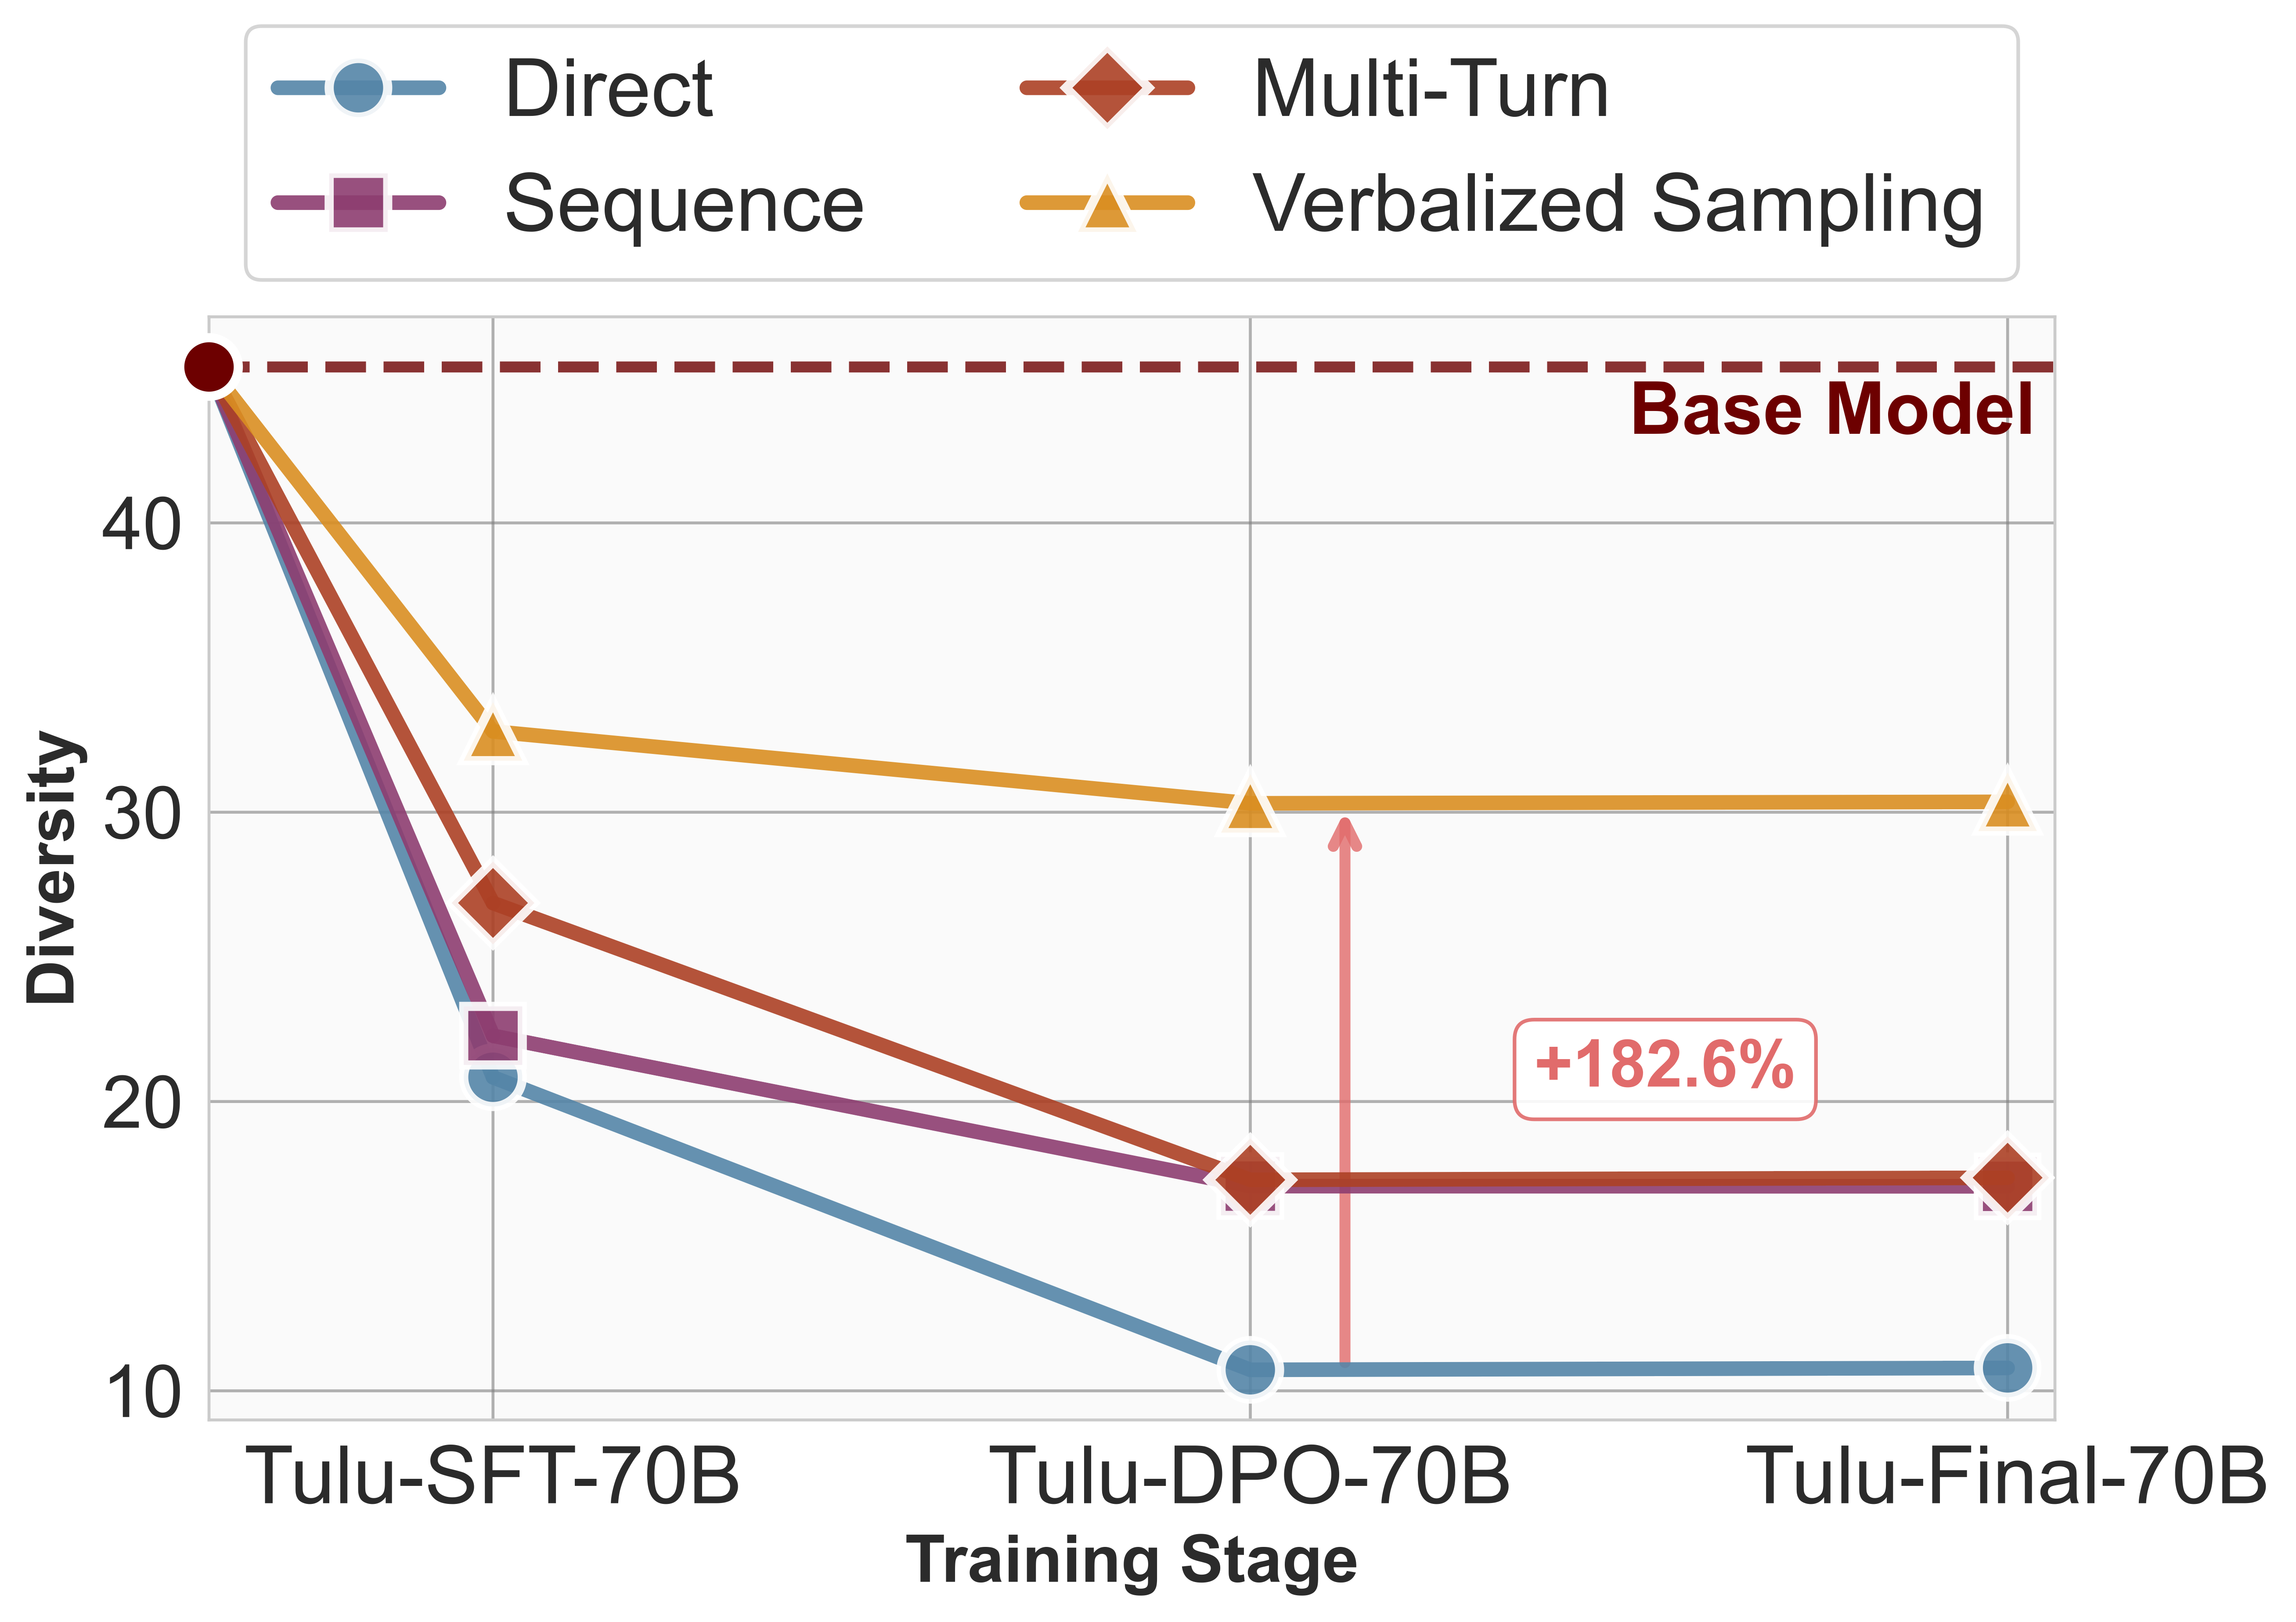 Direct
Multi-Turn
Sequence
Verbalized Sampling
Base Model
40
30
20
10
Diversity
+182.6%
Tulu-SFT-70B
Tulu-DPO-70B
Tulu-Final-70B
Training Stage